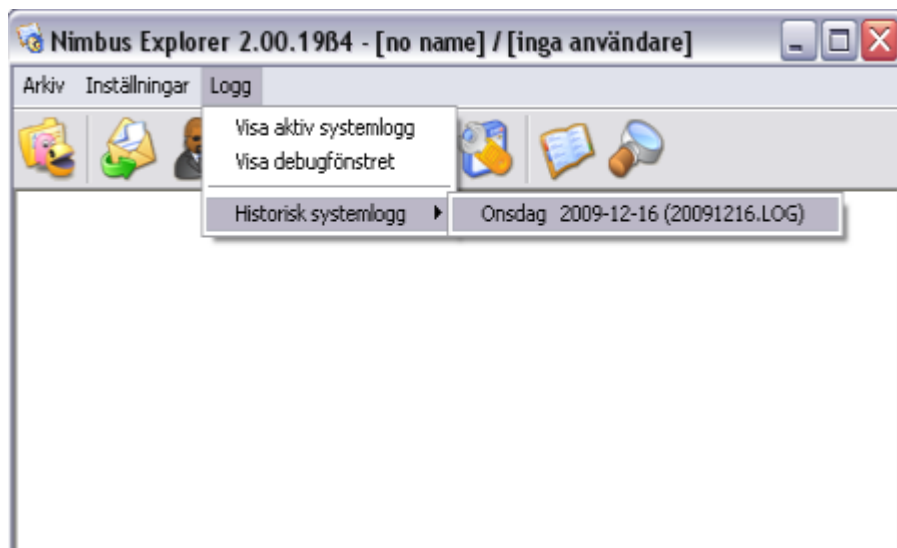 Nimbus Explorer 2.00.19ß4 - [no name] / [inga användare]
Arkiv Inställningar Logg
Visa aktiv systemlogg
Visa debugfönstret
Historisk systemlogg
Onsdag 2009-12-16 (20091216.LOG)